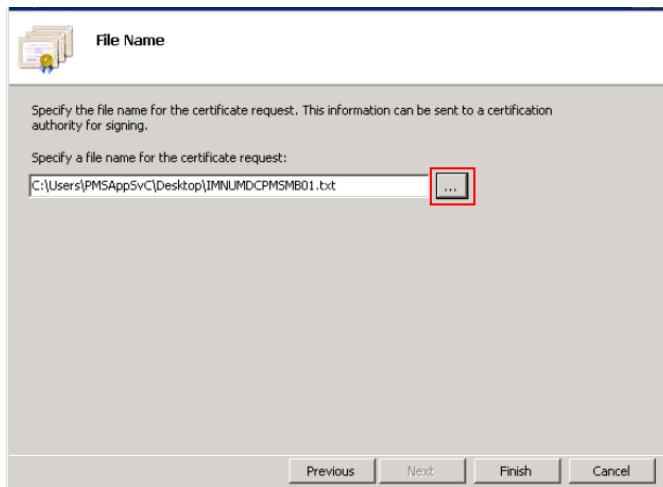 File Name
Specify the file name for the certificate request. This information can be sent to a certification
authority for signing.
Specify a file name for the certificate request:
C:\Users\PMSAppSvC\Desktop\IMNUMDCPMSMB01.txt
...
Previous
Next
Finish
Cancel